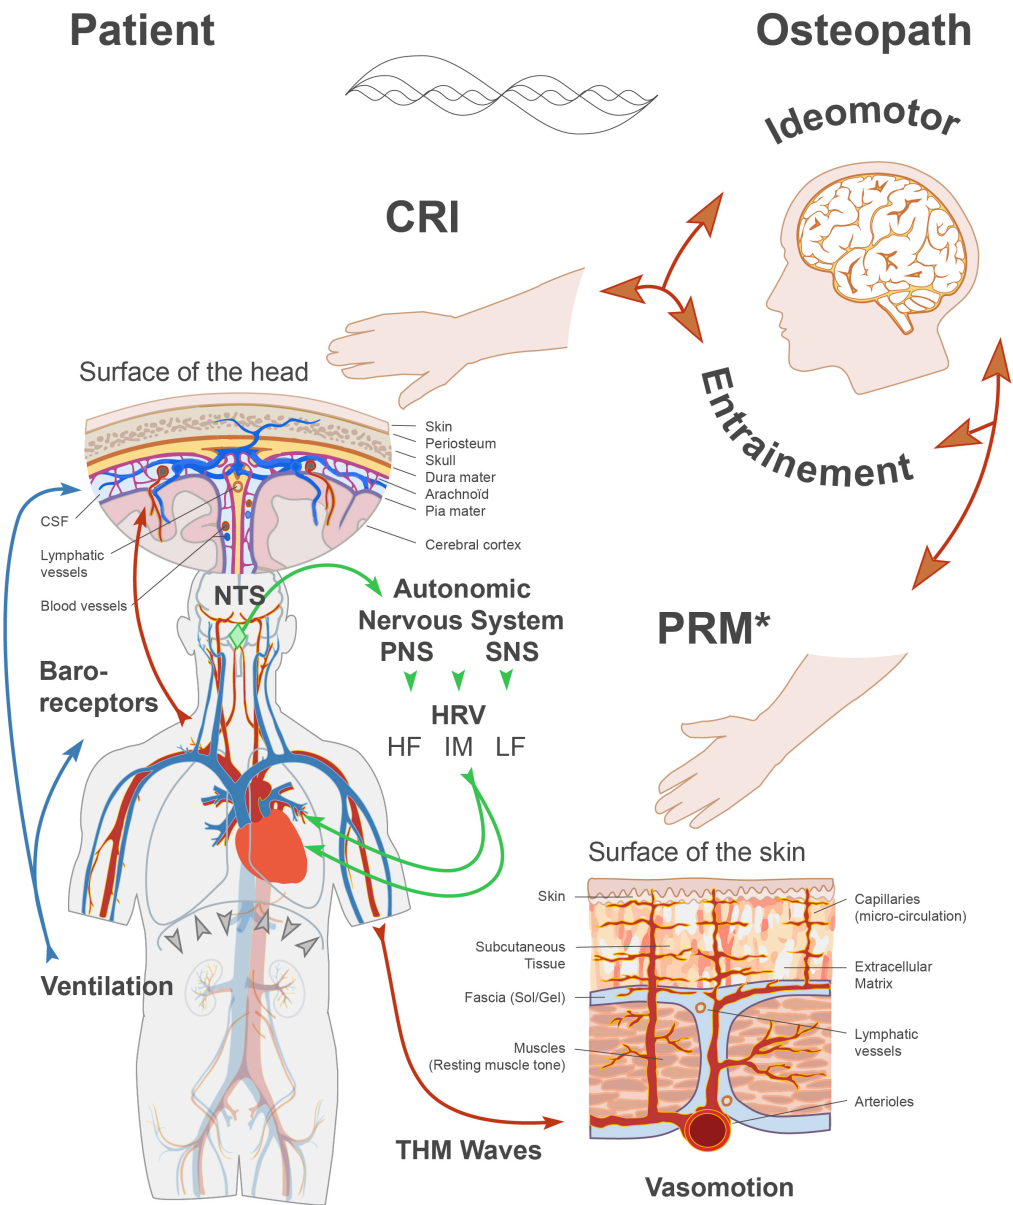 Patient
Osteopath
Ideomotor
CRI
Entrainement
Surface of the head
Skin
Periosteum
Skull
Dura mater
Arachnoïd
Pia mater
Cerebral cortex
CSF
Lymphatic
vessels
Blood vessels
NTS
Autonomic
Nervous System
PNS SNS
HRV
HF IM LF
Baro-
receptors
Ventilation
THM Waves
PRM*
Surface of the skin
Skin
Subcutaneous
Tissue
Fascia (Sol/Gel)
Muscles
(Resting muscle tone)
Capillaries
(micro-circulation)
Extracellular
Matrix
Lymphatic
vessels
Arterioles
Vasomotion